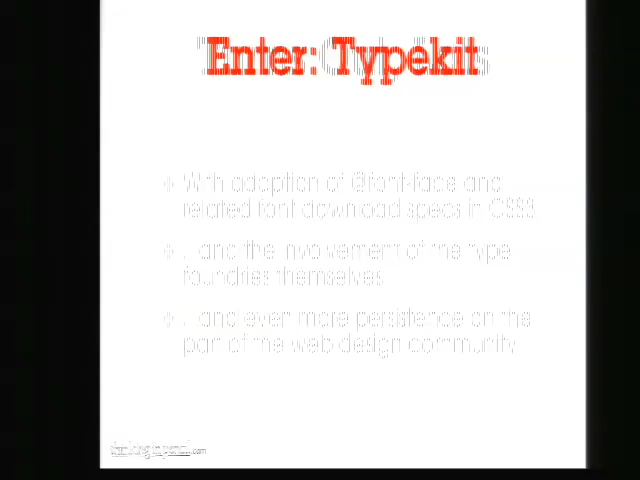 Enter: Typekit
With adoption of @font-face and
related font download specs in CSS3
...and the involvement of the type
foundries themselves
...and even more persistence on the
part of the web design community